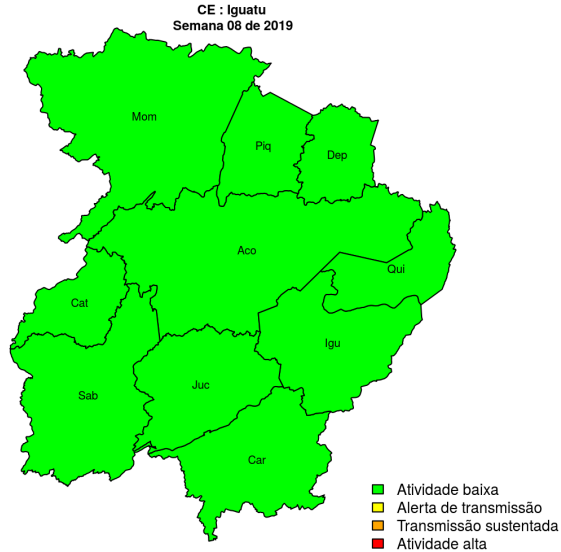 CE : Iguatu
Semana 08 de 2019
Mom
Piq
Dep
Aco
Qui
Cat
Igu
Juc
Sab
Car
Atividade baixa
Alerta de transmissão
Transmissão sustentada
Atividade alta